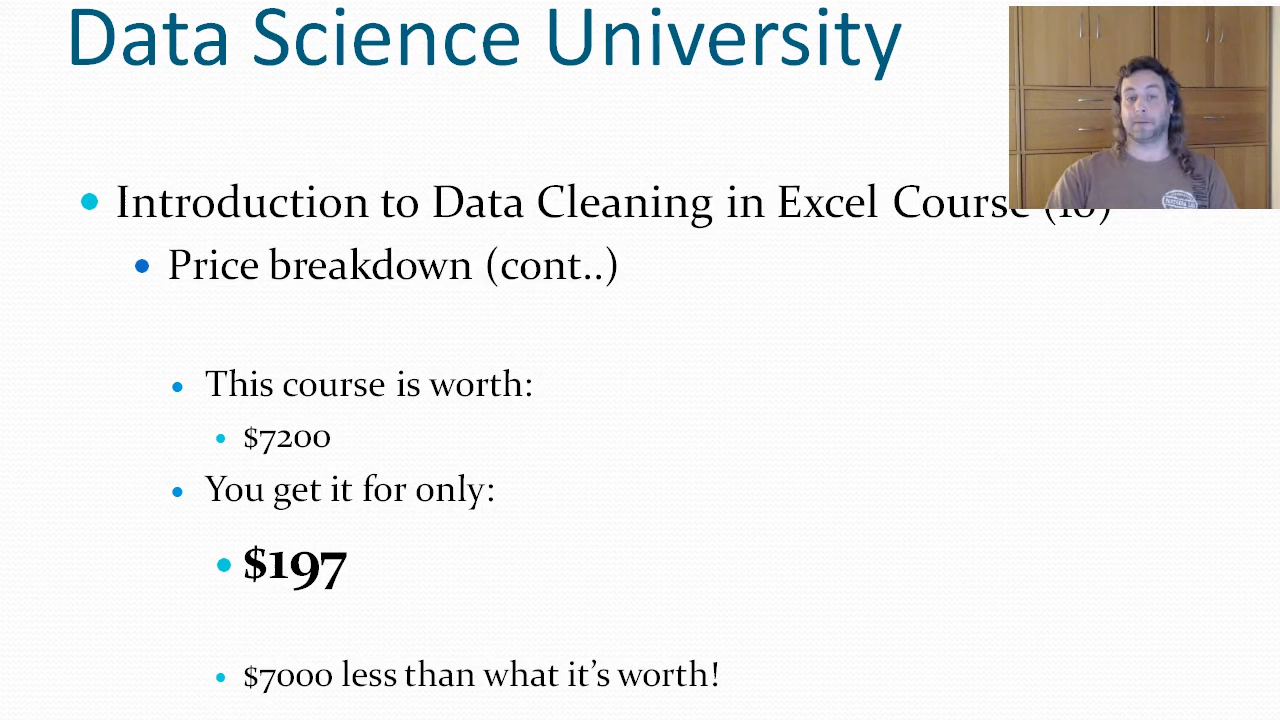 Data Science University
Introduction to Data Cleaning in Excel Course
Price breakdown (cont..)
This course is worth:
$7200
You get it for only:
$197
$7000 less than what it's worth!